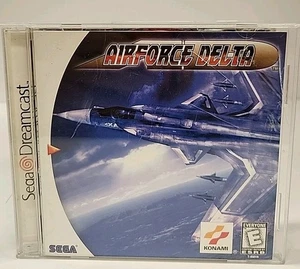 AIRFORCE DELTA
Sega Dreamcast
SEGA
KONAMI
EVERYONE
E
ESRB